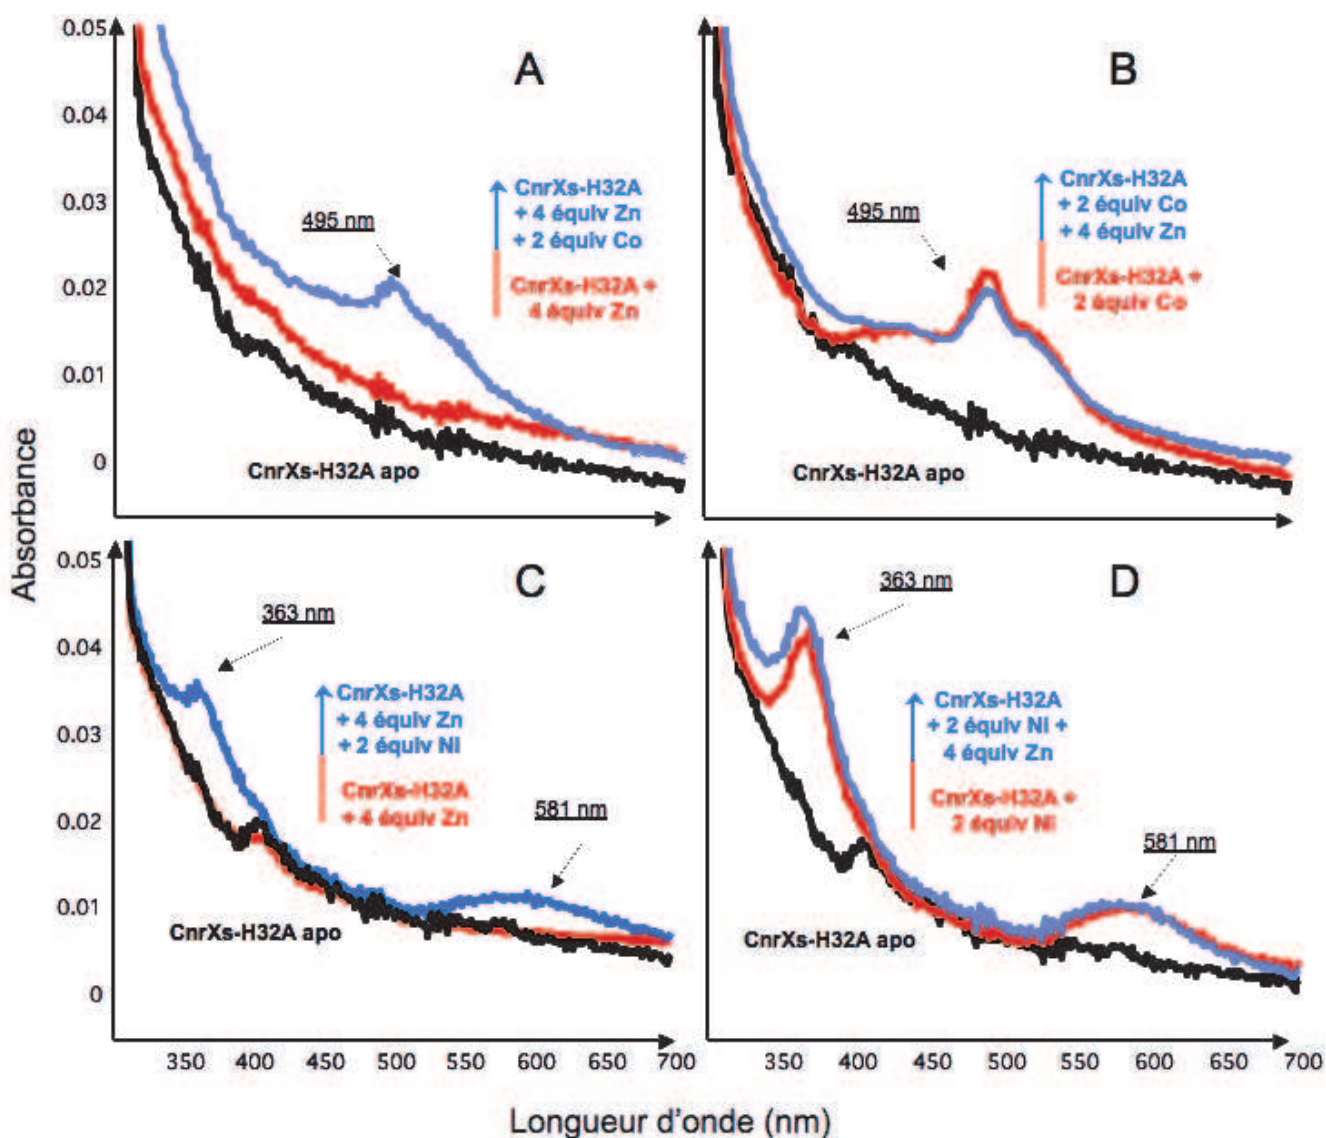 0.05
0.04
0.03
0.02
0.01
0
A
495 nm
CnrXs-H32A
+ 4 équiv Zn
+ 2 équiv Co
CnrXs-H32A +
4 équiv Zn
CnrXs-H32A apo
B
495 nm
CnrXs-H32A
+ 2 équiv Co
+ 4 équiv Zn
CnrXs-H32A +
2 équiv Co
CnrXs-H32A apo
Absorbance
0.05
0.04
0.03
0.02
0.01
0
C
363 nm
CnrXs-H32A
+ 4 équiv Zn
+ 2 équiv Ni
CnrXs-H32A
+ 4 équiv Zn
581 nm
CnrXs-H32A apo
350 400 450 500 550 600 650 700
D
363 nm
CnrXs-H32A
+ 2 équiv Ni +
4 équiv Zn
CnrXs-H32A +
2 équiv Ni
581 nm
CnrXs-H32A apo
350 400 450 500 550 600 650 700
Longueur d'onde (nm)